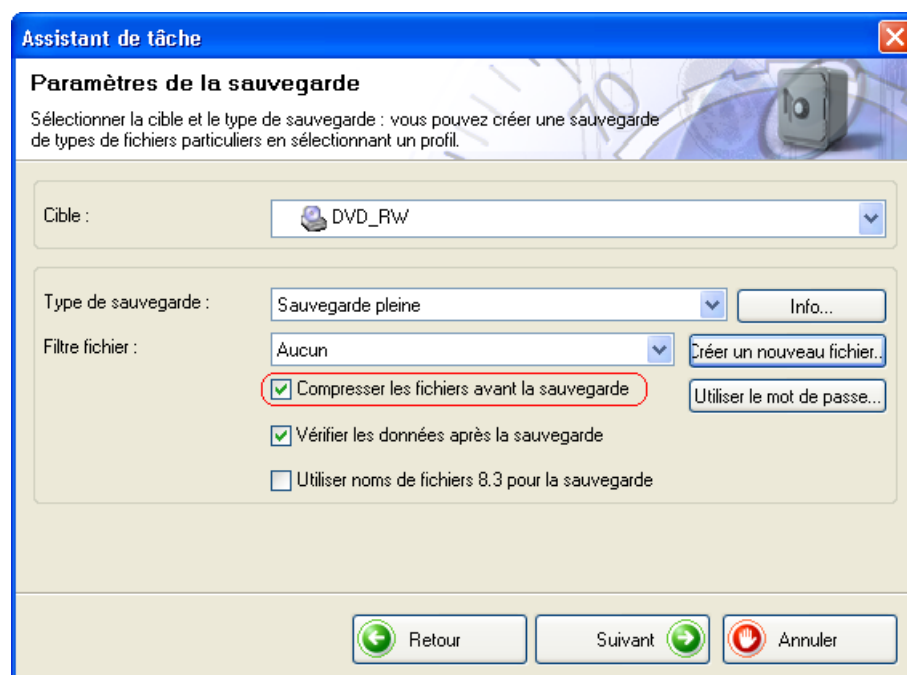 Assistant de tâche
Paramètres de la sauvegarde
Sélectionner la cible et le type de sauvegarde : vous pouvez créer une sauvegarde
de types de fichiers particuliers en sélectionnant un profil.
70
Cible :
DVD_RW
Type de sauvegarde :
Sauvegarde pleine
Info...
Filtre fichier :
Aucun
Créer un nouveau fichier..
Compresser les fichiers avant la sauvegarde
Utiliser le mot de passe...
Vérifier les données après la sauvegarde
Utiliser noms de fichiers 8.3 pour la sauvegarde
Retour
Suivant
Annuler